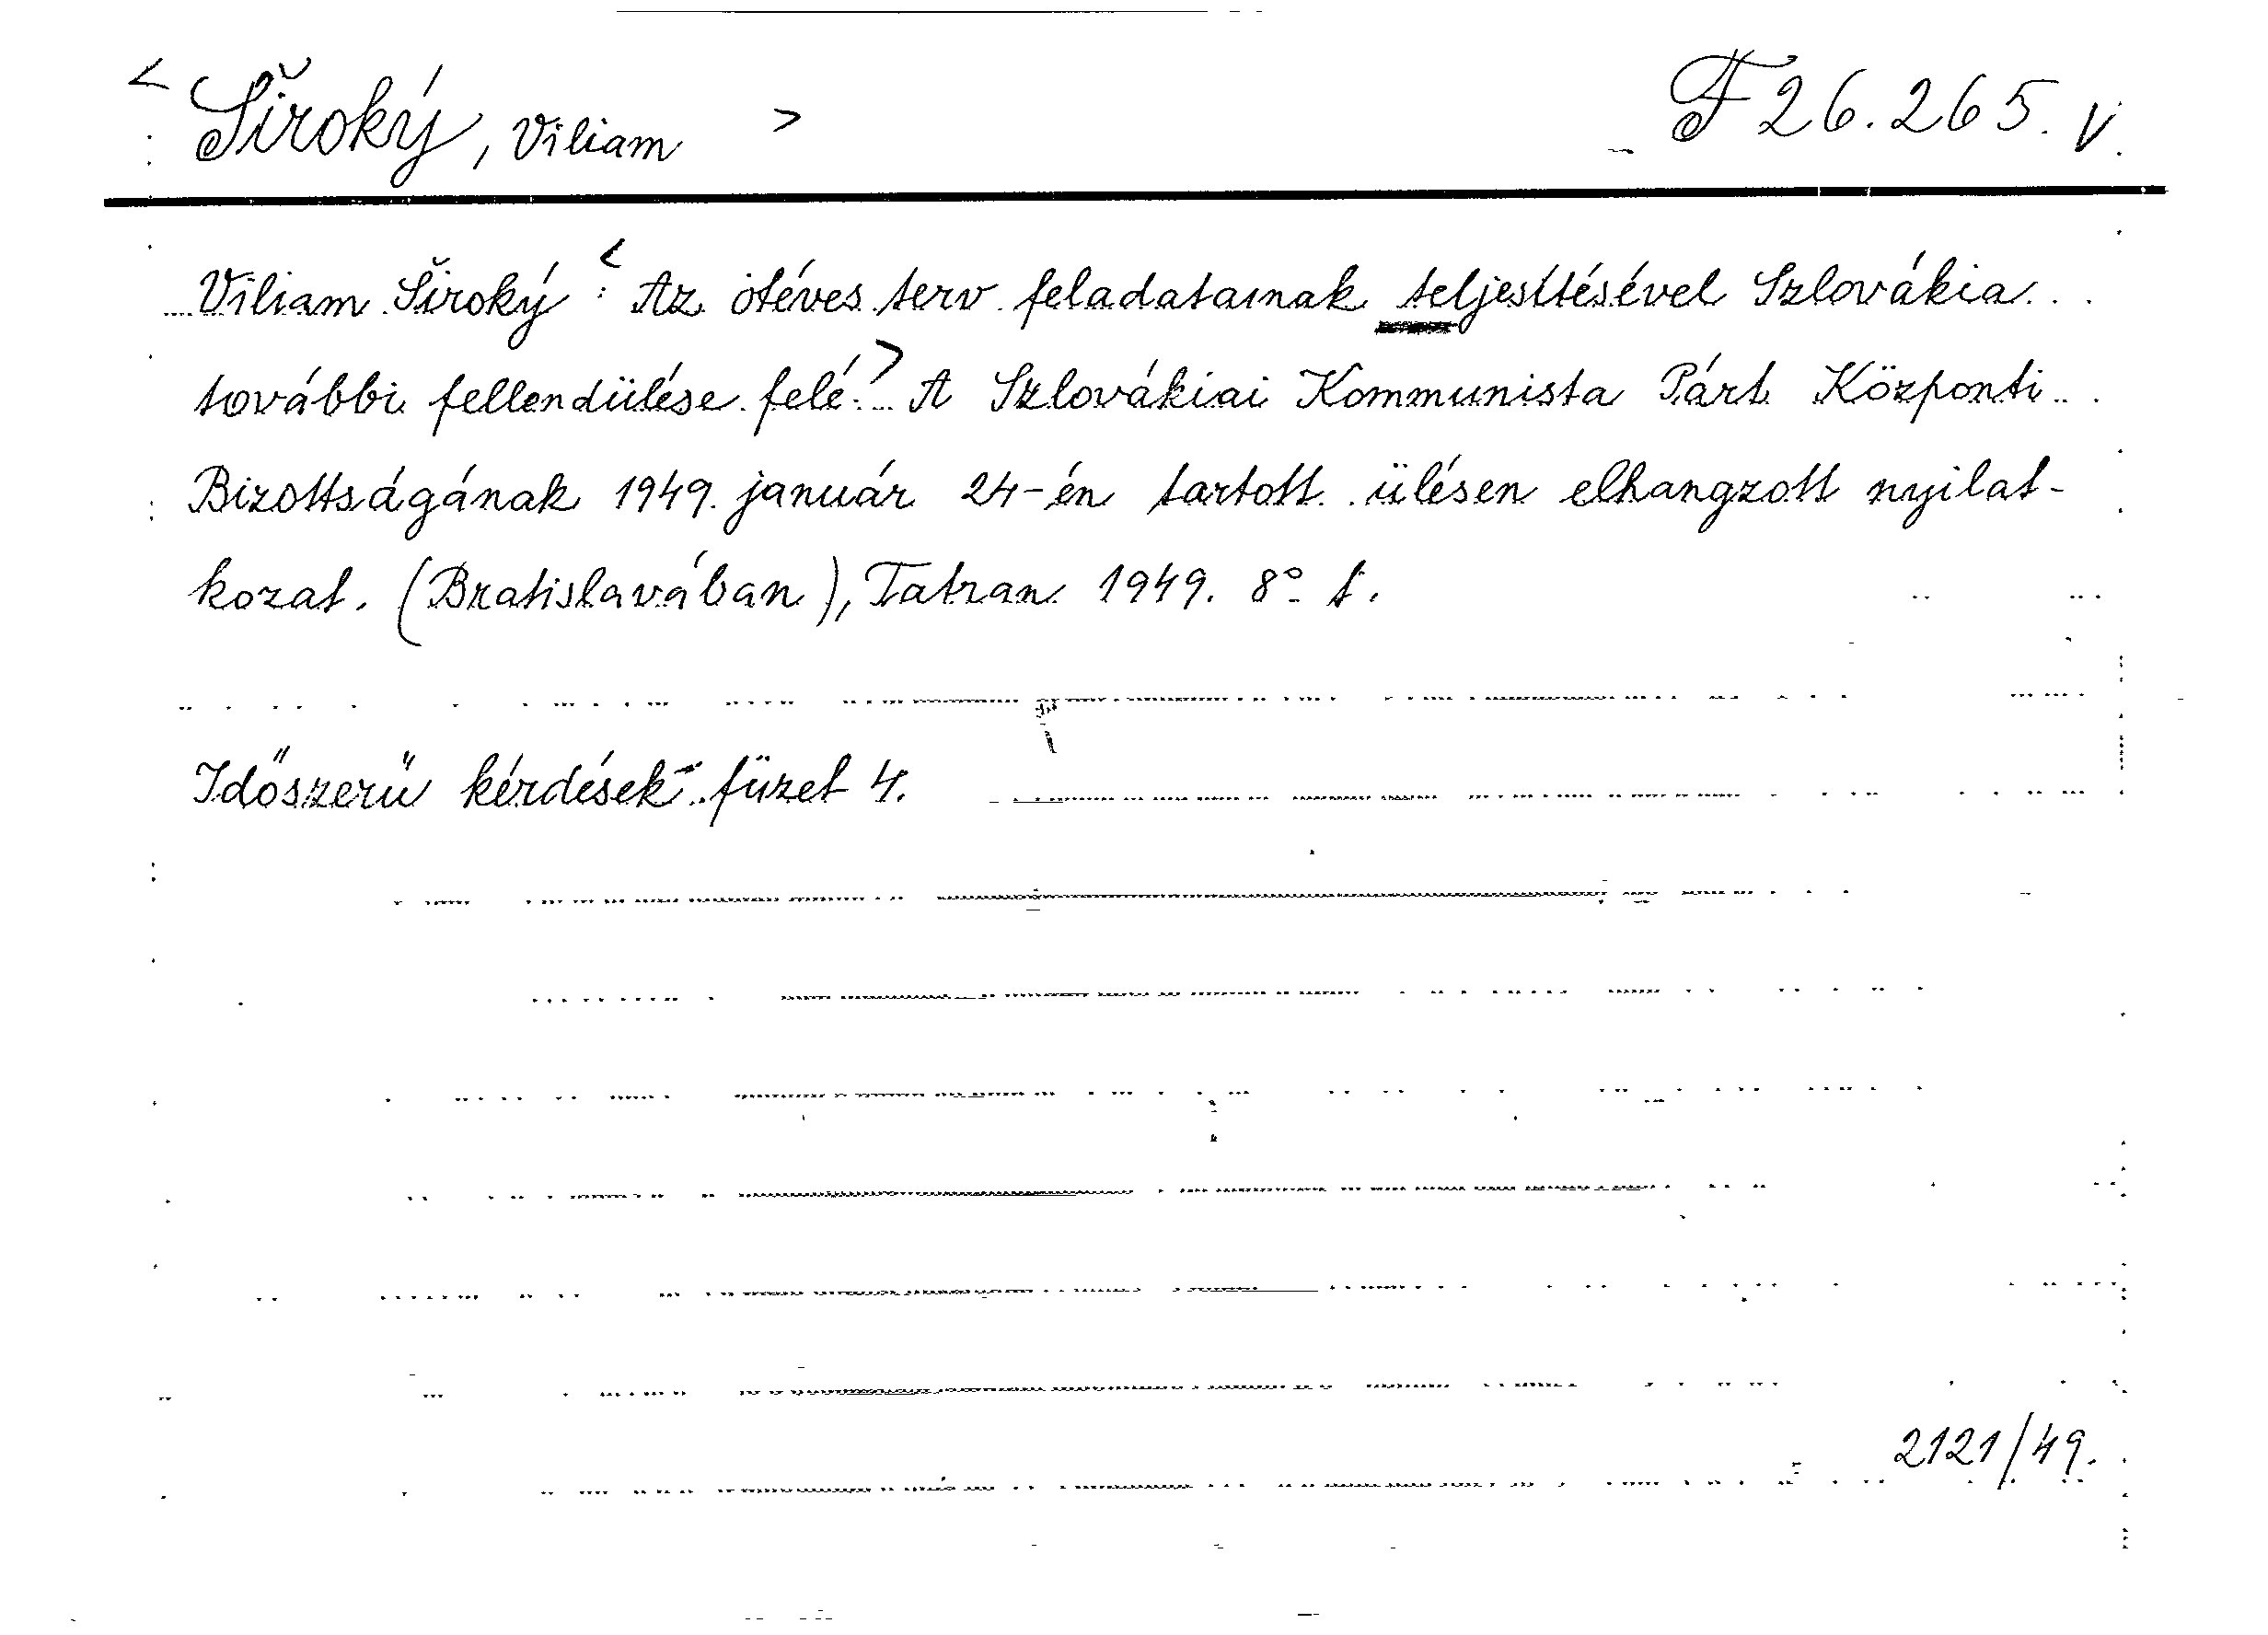 < Široký, Viliam >
F 26.265. V.
Viliam Široký: < Az ötéves terv feladatainak teljesítésével Szlovákia
további fellendülése felé. > A Szlovákiai Kommunista Párt Központi
Bizottságának 1949. január 24-én tartott ülésen elhangzott nyilat-
kozat. (Bratislavában), Tatran 1949. 8° t.
Időszerű kérdések. füzet 4.
2121/49.